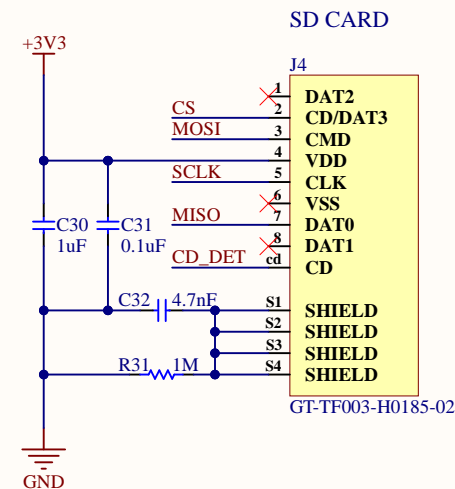 SD CARD
+3V3
J4
1 DAT2
CS 2 CD/DAT3
MOSI 3 CMD
4 VDD
SCLK 5 CLK
6 VSS
MISO 7 DAT0
8 DAT1
CD_DET cd CD
C30 C31
1uF 0.1uF
C32 4.7nF S1 SHIELD
S2 SHIELD
S3 SHIELD
R31 1M S4 SHIELD
GT-TF003-H0185-02
GND